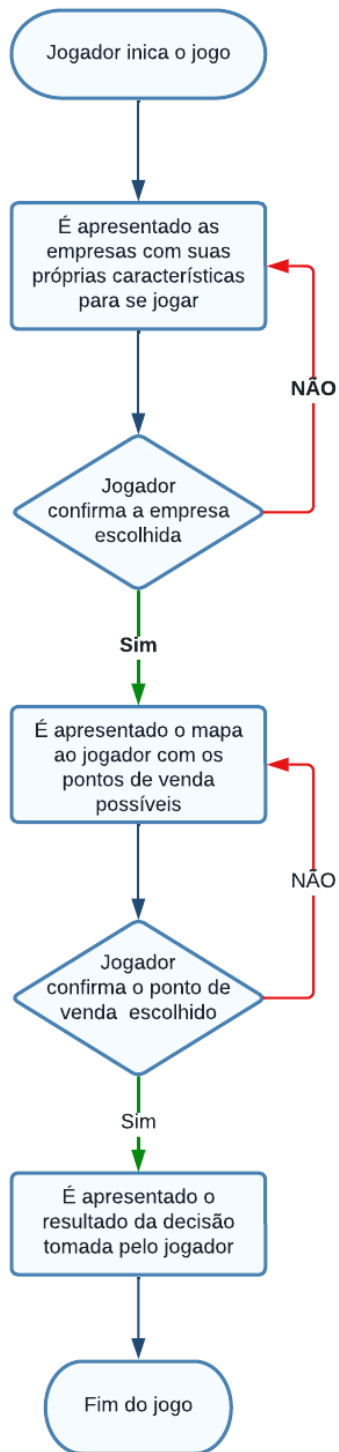 Jogador inica o jogo
É apresentado as
empresas com suas
próprias característícas
para se jogar
NÃO
Jogador
confirma a empresa
escolhida
Sim
É apresentado o mapa
ao jogador com os
pontos de venda
possíveis
NÃO
Jogador
confirma o ponto de
venda escolhido
Sim
É apresentado o
resultado da decisão
tomada pelo jogador
Fim do jogo